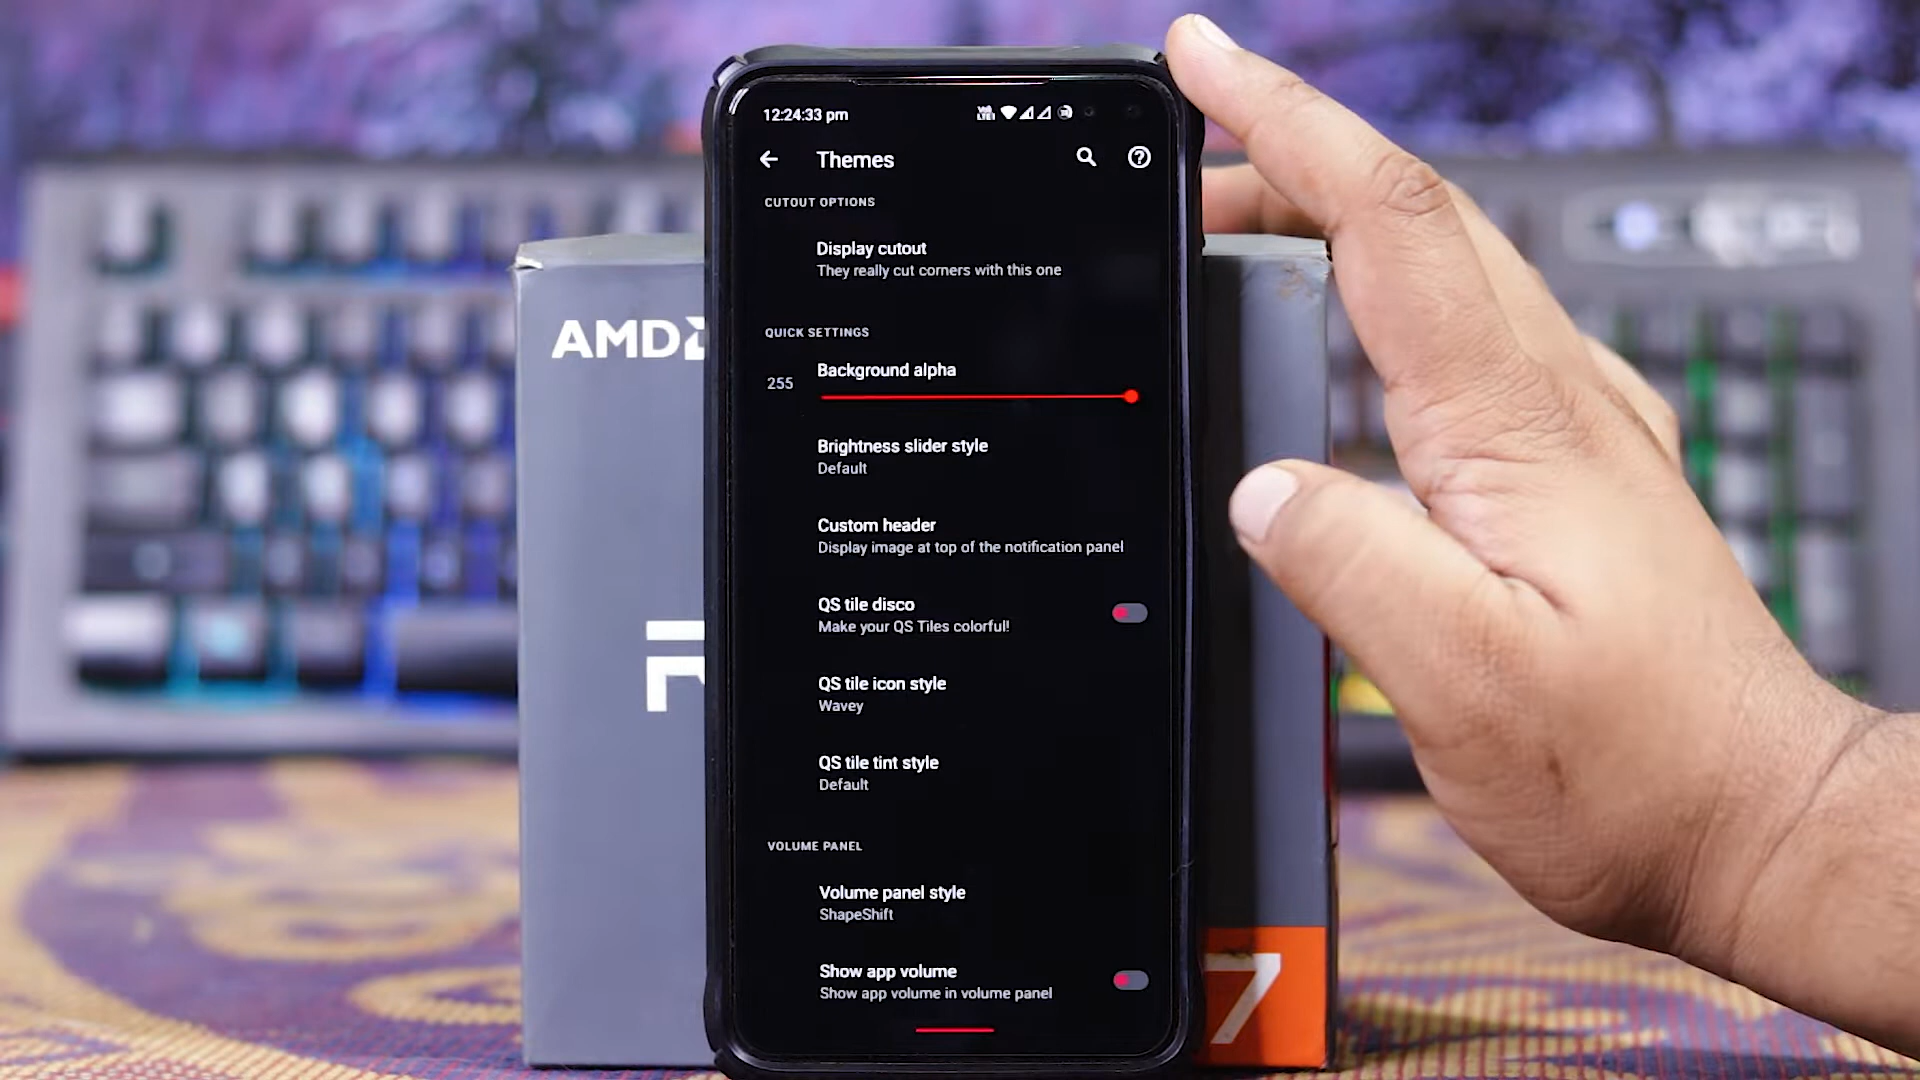 12:24:33 pm
Themes
CUTOUT OPTIONS
Display cutout
They really cut corners with this one
QUICK SETTINGS
255
Background alpha
Brightness slider style
Default
Custom header
Display image at top of the notification panel
QS tile disco
Make your QS Tiles colorful!
QS tile icon style
Wavey
QS tile tint style
Default
VOLUME PANEL
Volume panel style
ShapeShift
Show app volume
Show app volume in volume panel
AMD
7